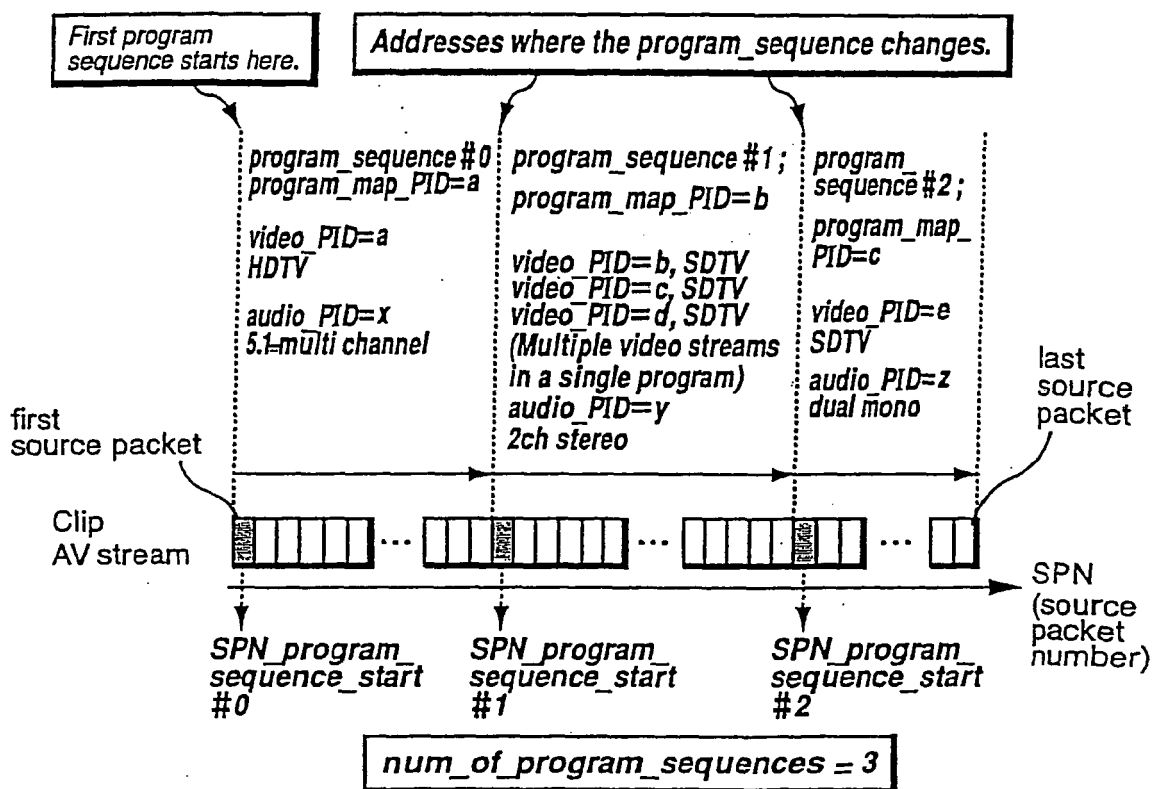 First program
sequence starts here.
Addresses where the program_sequence changes.
program_sequence #0
program_map_PID=a
video_PID=a
HDTV
audio_PID=x
5.1-multi channel
program_sequence #1;
program_map_PID=b
video_PID=b, SDTV
video_PID=c, SDTV
video_PID=d, SDTV
(Multiple video streams
in a single program)
audio_PID=y
2ch stereo
program_
sequence #2;
program_map_
PID=c
video_PID=e
SDTV
audio_PID=z
dual mono
first
source packet
last
source
packet
Clip
AV stream
...
...
...
SPN
(source
packet
number)
SPN_program_
sequence_start
#0
SPN_program_
sequence_start
#1
SPN_program_
sequence_start
#2
num_of_program_sequences = 3